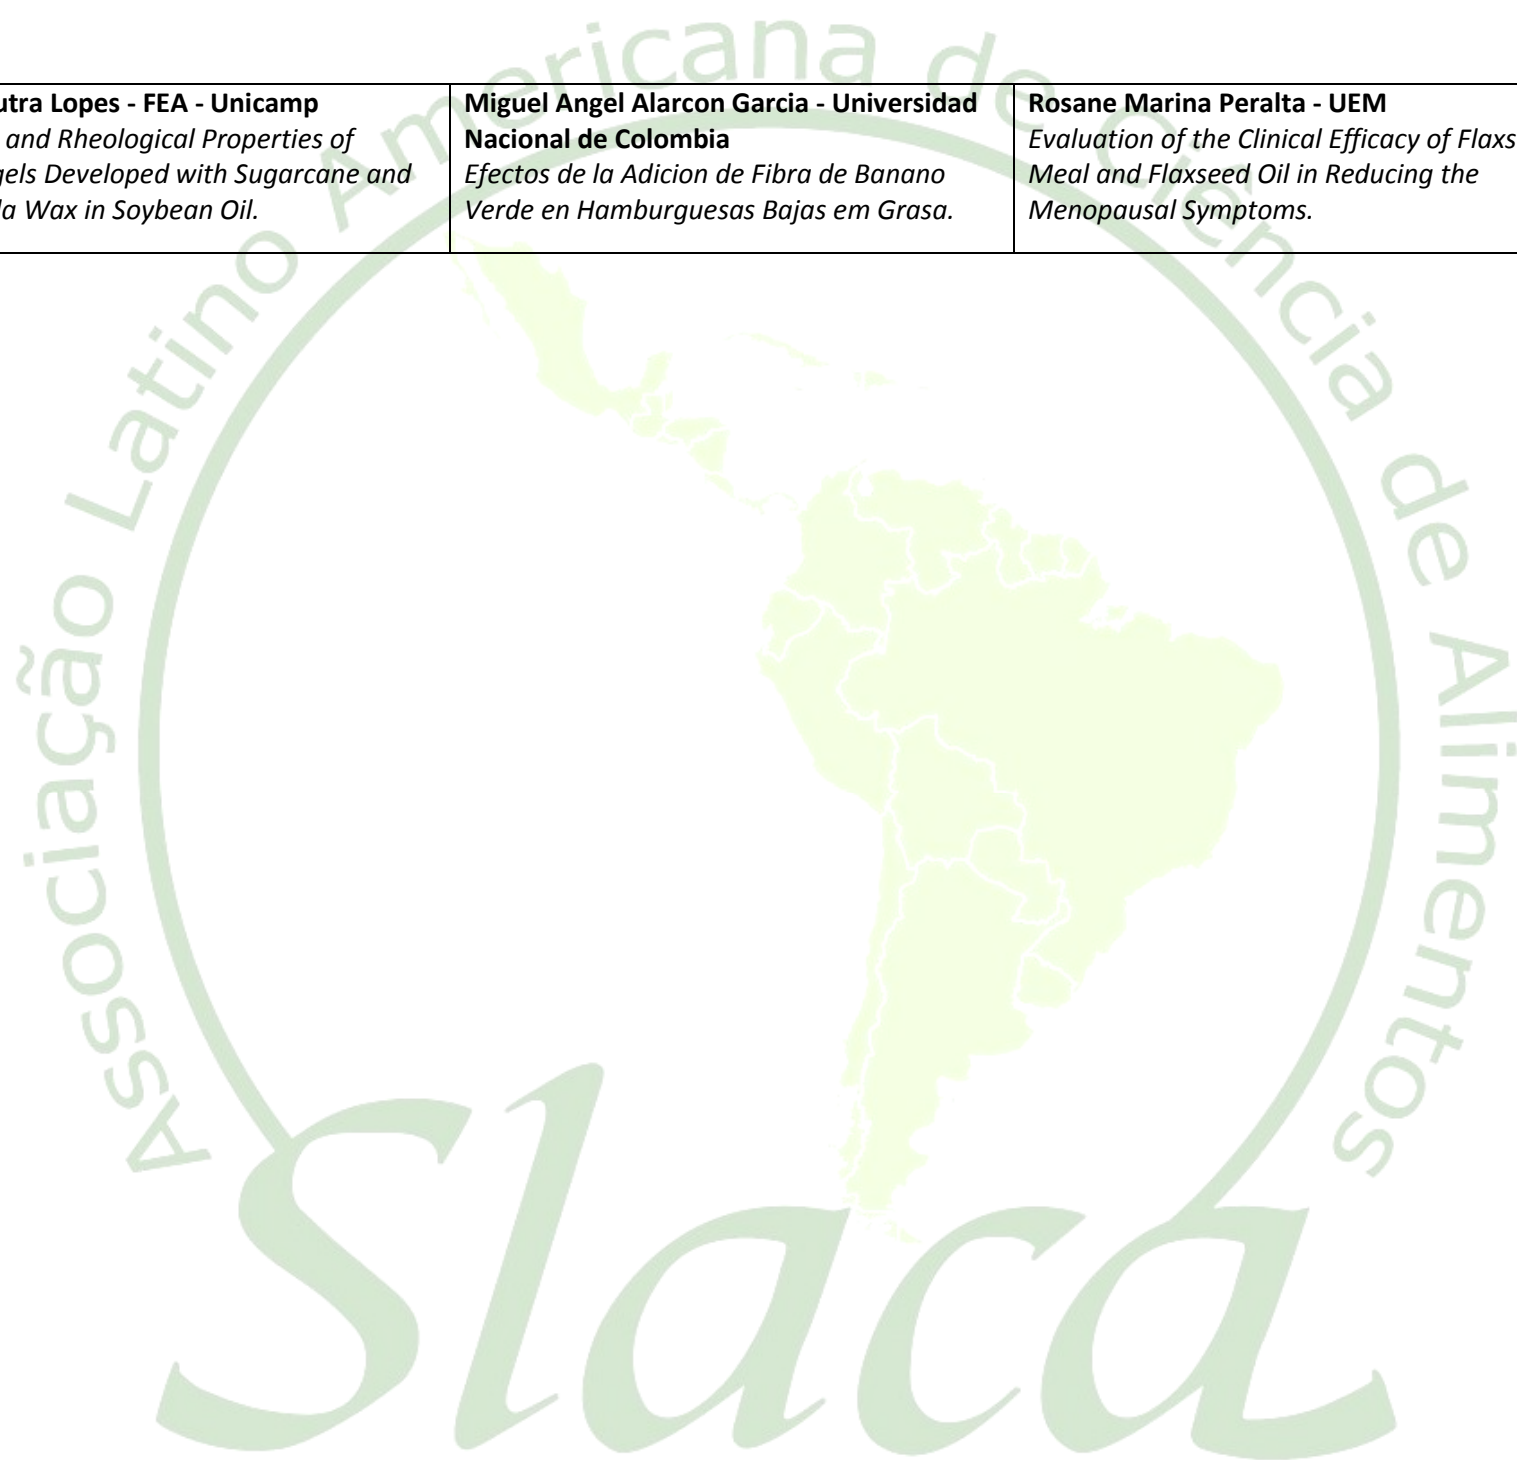 utra Lopes - FEA - Unicamp
and Rheological Properties of
gels Developed with Sugarcane and
la Wax in Soybean Oil.
Miguel Angel Alarcon Garcia - Universidad
Nacional de Colombia
Efectos de la Adicion de Fibra de Banano
Verde en Hamburguesas Bajas em Grasa.
Rosane Marina Peralta - UEM
Evaluation of the Clinical Efficacy of Flaxs
Meal and Flaxseed Oil in Reducing the
Menopausal Symptoms.
Associação Latino Americana de Ciência de Alimentos
Slaca